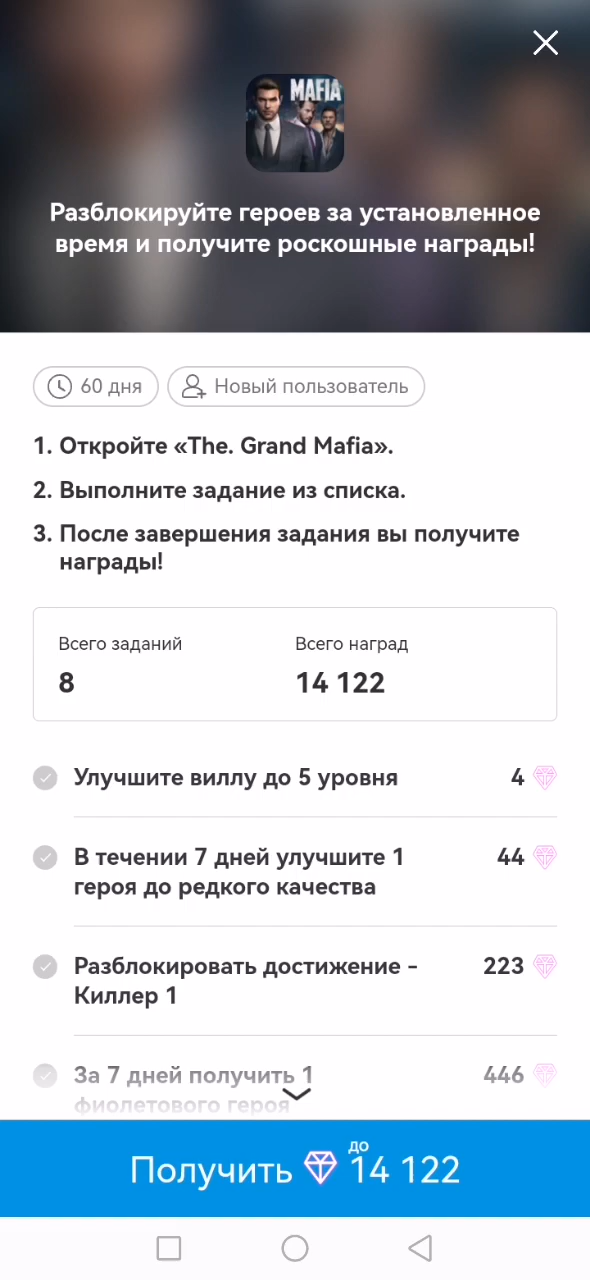 MAFIA
Разблокируйте героев за установленное
время и получите роскошные награды!
60 дня
Новый пользователь
1. Откройте «The. Grand Mafia».
2. Выполните задание из списка.
3. После завершения задания вы получите
награды!
Всего заданий
8
Всего наград
14 122
Улучшите виллу до 5 уровня
4
В течении 7 дней улучшите 1
героя до редкого качества
44
Разблокировать достижение -
Киллер 1
223
За 7 дней получить 1
фиолетового героя
446
Получить до 14 122